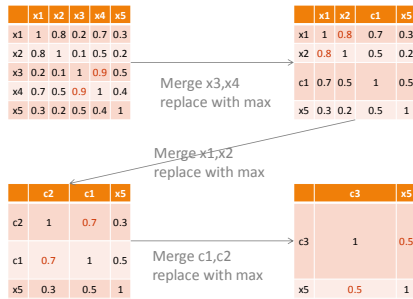 x1 x2 x3 x4 x5
x1 1 0.8 0.2 0.7 0.3
x2 0.8 1 0.1 0.5 0.2
x3 0.2 0.1 1 0.9 0.5
x4 0.7 0.5 0.9 1 0.4
x5 0.3 0.2 0.5 0.4 1
Merge x3,x4
replace with max
x1 x2 c1 x5
x1 1 0.8 0.7 0.3
x2 0.8 1 0.5 0.2
c1 0.7 0.5 1 0.5
x5 0.3 0.2 0.5 1
Merge x1,x2
replace with max
c2 c1 x5
c2 1 0.7 0.3
c1 0.7 1 0.5
x5 0.3 0.5 1
Merge c1,c2
replace with max
c3 x5
c3 1 0.5
x5 0.5 1